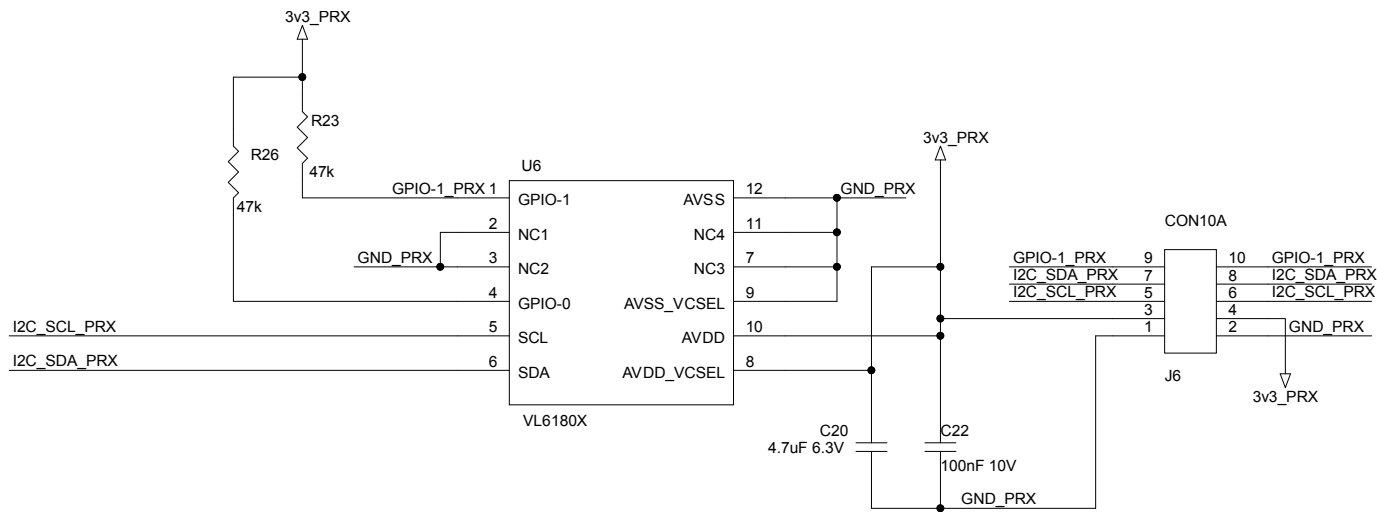 3v3_PRX
R23
R26
47k
47k
U6
3v3_PRX
GPIO-1_PRX 1
GPIO-1
AVSS
12
GND_PRX
2
NC1
NC4
11
GND_PRX
3
NC2
NC3
7
4
GPIO-0
AVSS_VCSEL
9
I2C_SCL_PRX
5
SCL
AVDD
10
I2C_SDA_PRX
6
SDA
AVDD_VCSEL
8
VL6180X
CON10A
GPIO-1_PRX 9
10 GPIO-1_PRX
I2C_SDA_PRX 7
8 I2C_SDA_PRX
I2C_SCL_PRX 5
6 I2C_SCL_PRX
3
4
1
2
GND_PRX
J6
3v3_PRX
C20
4.7uF 6.3V
C22
100nF 10V
GND_PRX